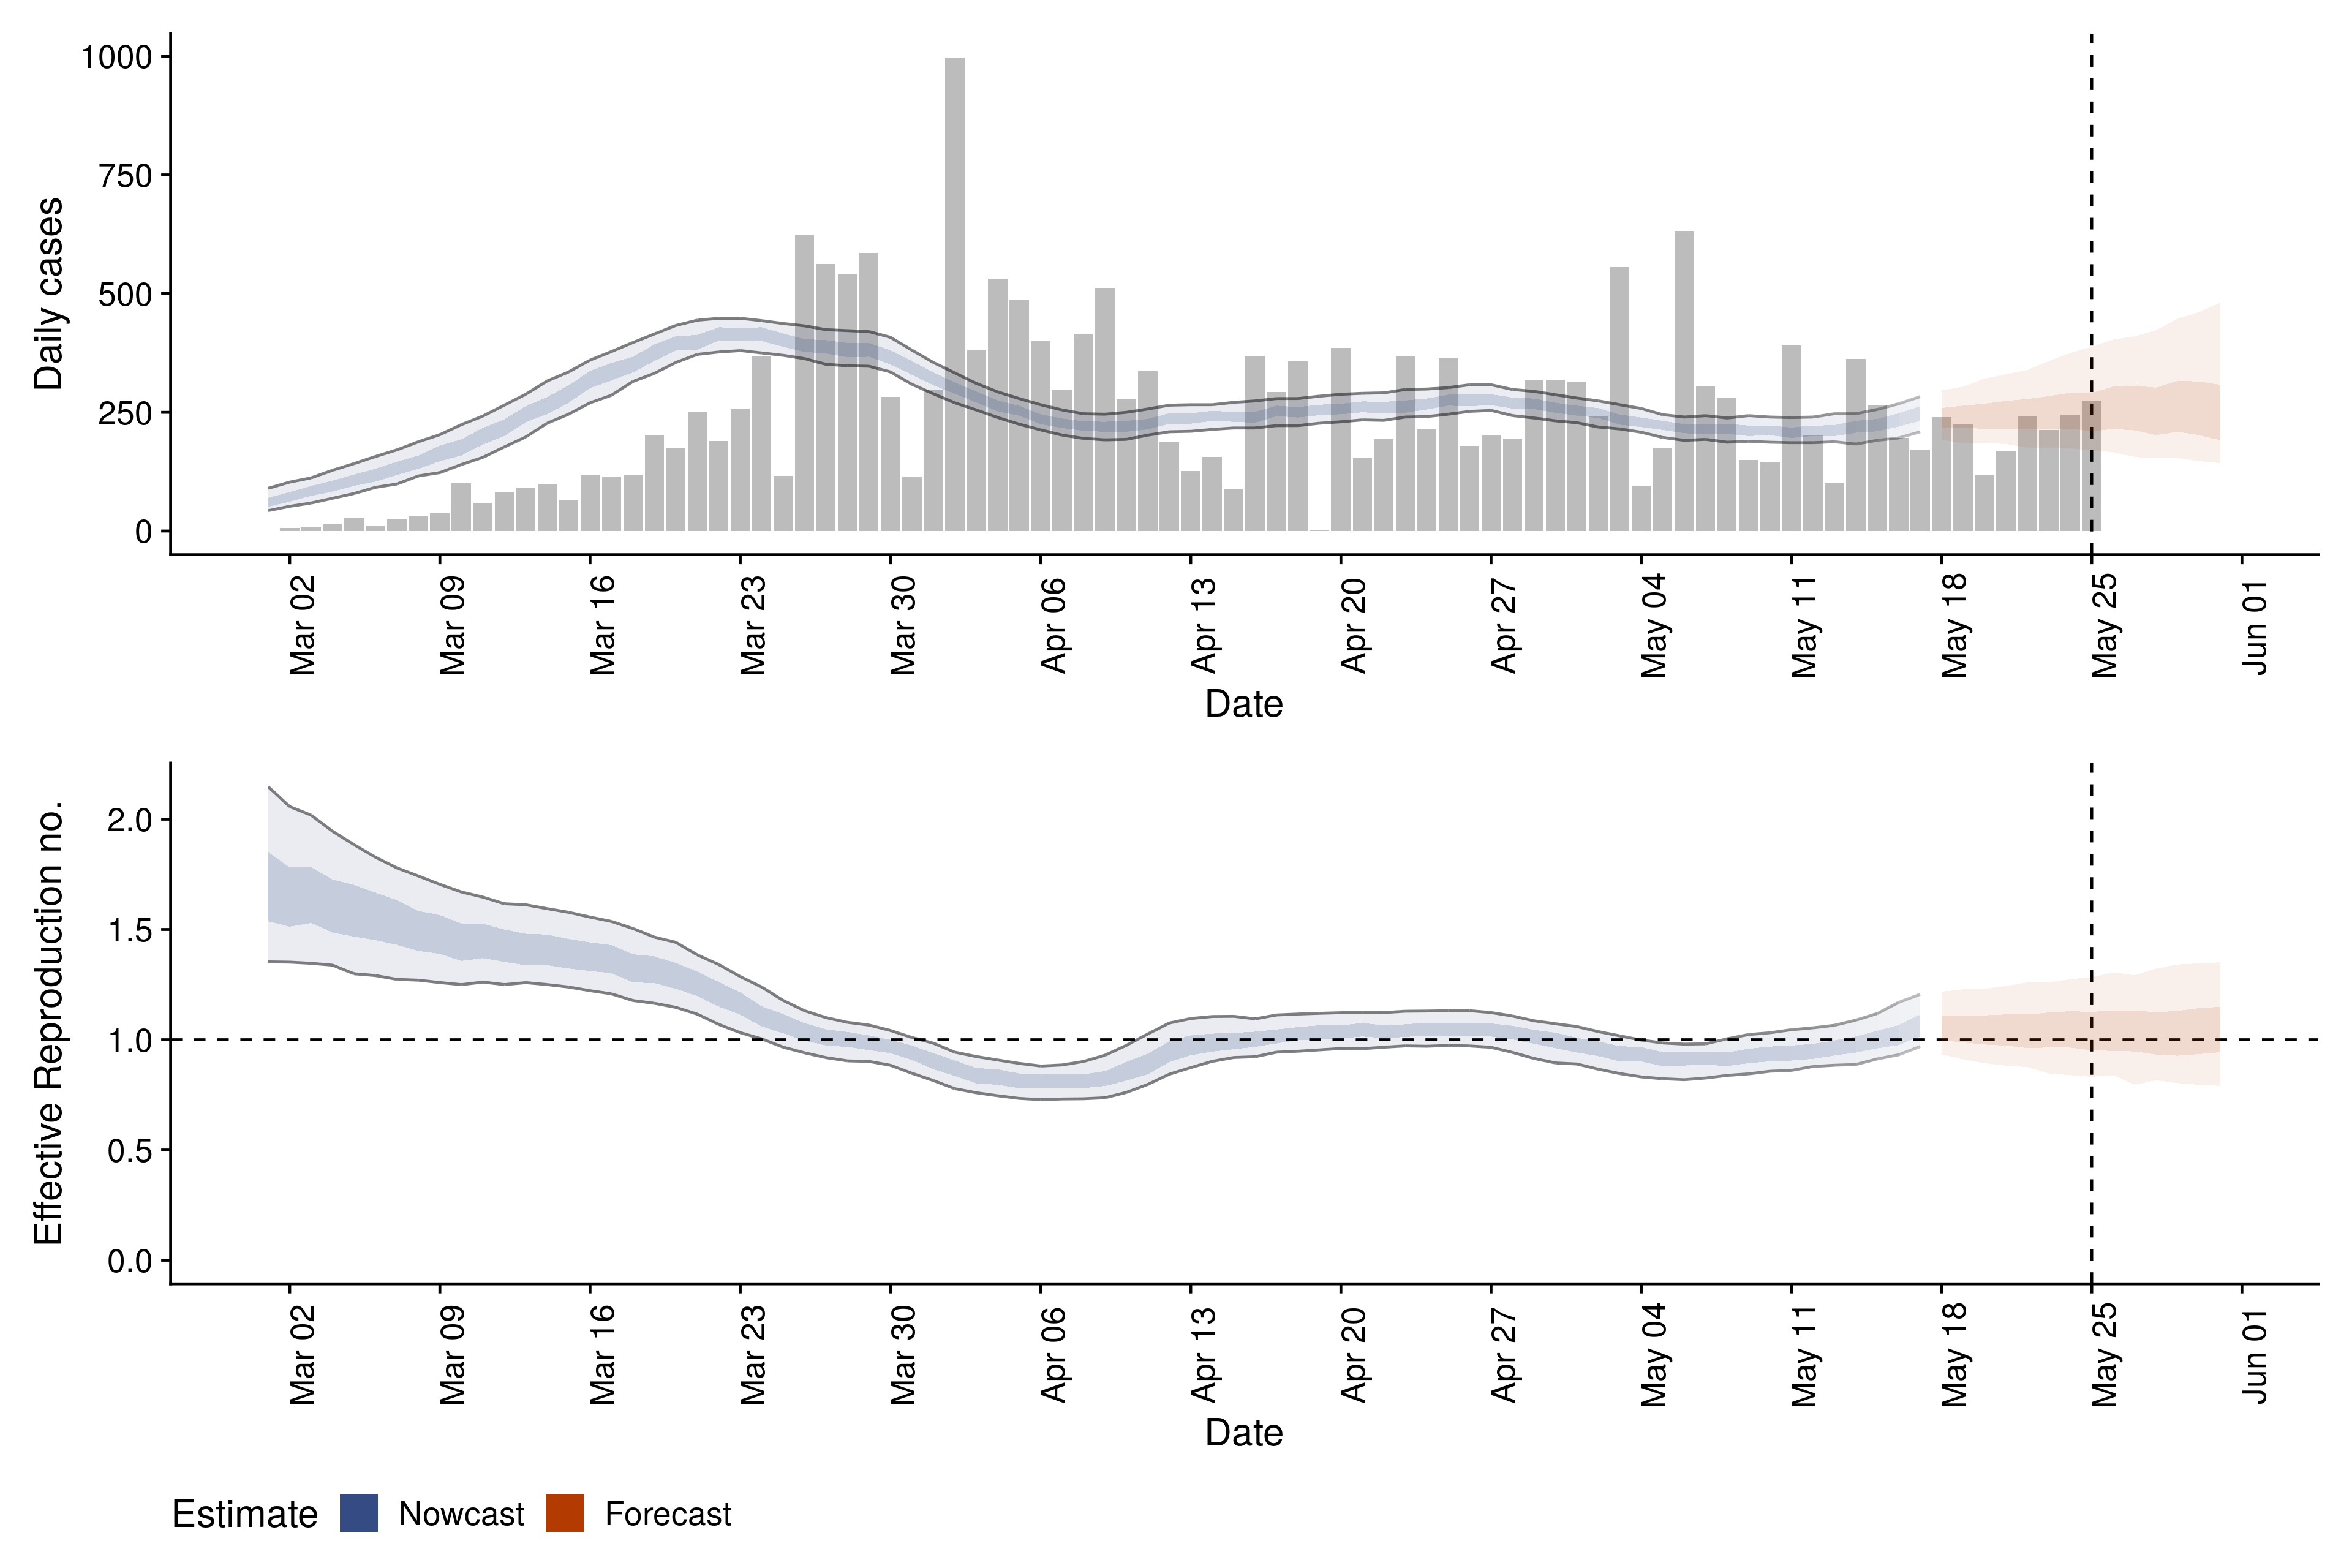 1000
750
500
250
0
Daily cases
Mar 02
Mar 09
Mar 16
Mar 23
Mar 30
Apr 06
Apr 13
Apr 20
Apr 27
May 04
May 11
May 18
May 25
Jun 01
Date
2.0
1.5
1.0
0.5
0.0
Effective Reproduction no.
Mar 02
Mar 09
Mar 16
Mar 23
Mar 30
Apr 06
Apr 13
Apr 20
Apr 27
May 04
May 11
May 18
May 25
Jun 01
Date
Estimate Nowcast Forecast